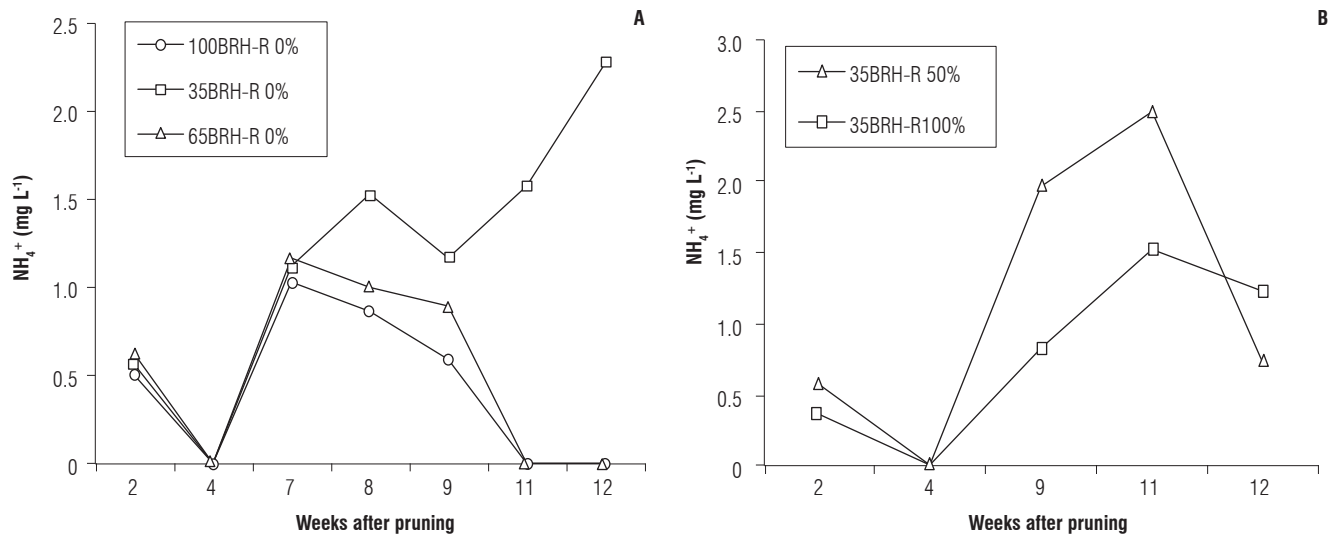 A
2.5
2.0
1.5
1.0
0.5
0
NH₄⁺ (mg L⁻¹)
100BRH-R 0%
35BRH-R 0%
65BRH-R 0%
2 4 7 8 9 11 12
Weeks after pruning
B
3.0
2.5
2.0
1.5
1.0
0.5
0
NH₄⁺ (mg L⁻¹)
35BRH-R 50%
35BRH-R100%
2 4 9 11 12
Weeks after pruning